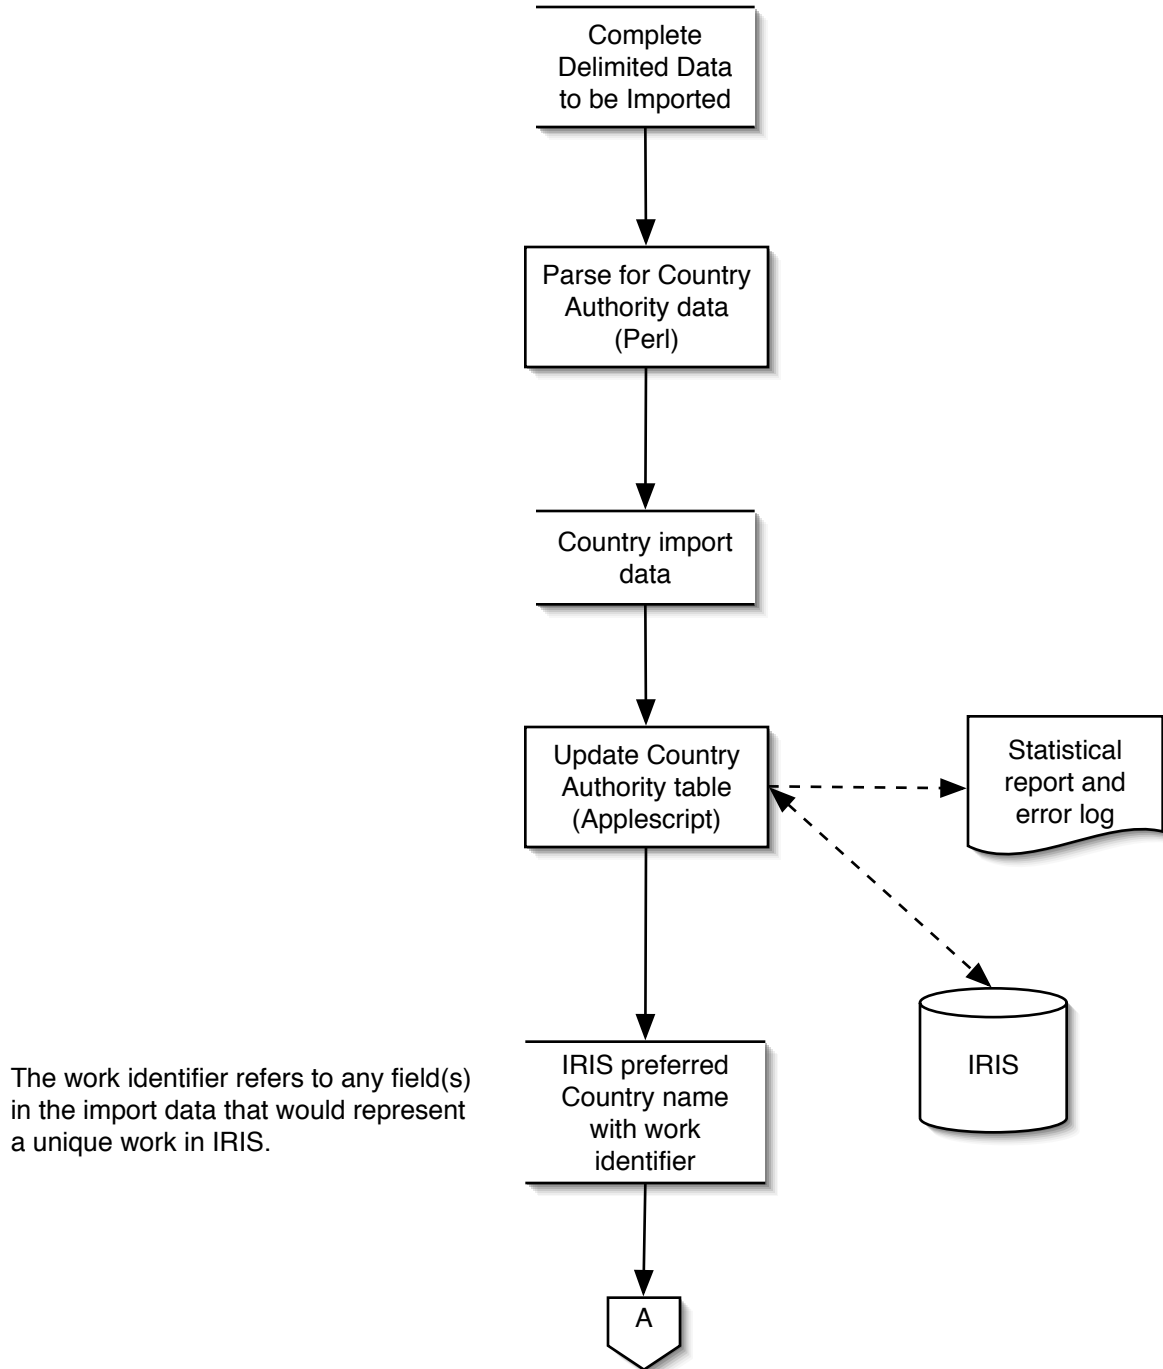 Complete
Delimited Data
to be Imported
Parse for Country
Authority data
(Perl)
Country import
data
Update Country
Authority table
(Applescript)
Statistical
report and
error log
IRIS
The work identifier refers to any field(s)
in the import data that would represent
a unique work in IRIS.
IRIS preferred
Country name
with work
identifier
A